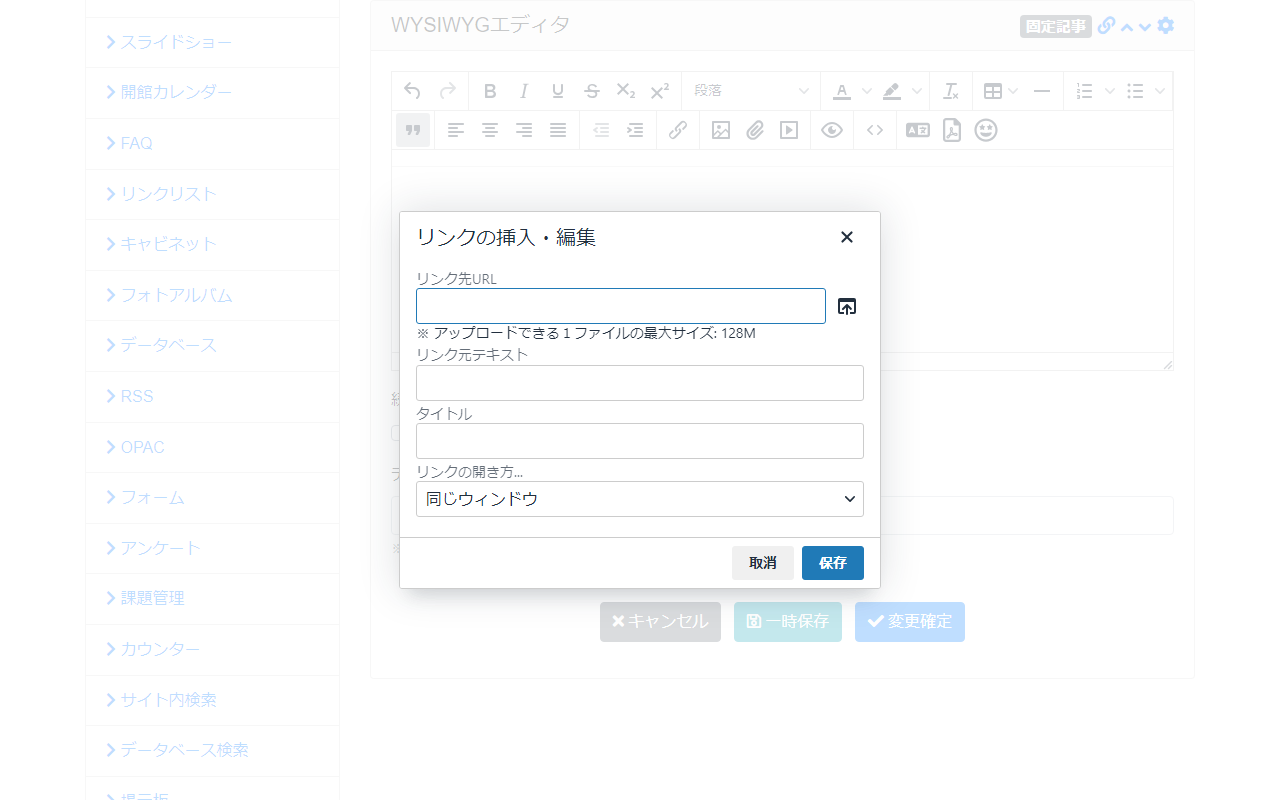 スライドショー
開館カレンダー
FAQ
リンクリスト
キャビネット
フォトアルバム
データベース
RSS
OPAC
フォーム
アンケート
課題管理
カウンター
サイト内検索
データベース検索
掲示板
WYSIWYGエディタ
固定記事
段落
リンクの挿入・編集
リンク先URL
※ アップロードできる 1 ファイルの最大サイズ: 128M
リンク元テキスト
タイトル
リンクの開き方...
同じウィンドウ
取消
保存
キャンセル
一時保存
変更確定